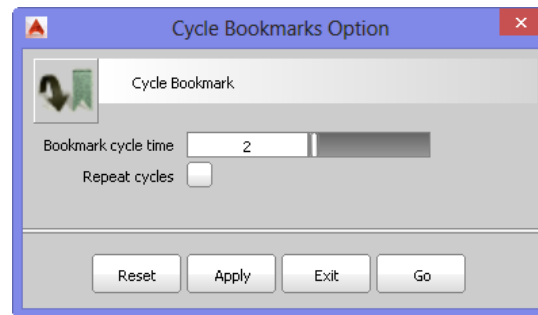 Cycle Bookmarks Option
Cycle Bookmark
Bookmark cycle time 2
Repeat cycles
Reset Apply Exit Go